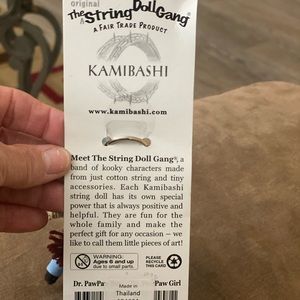 original
The String Doll Gang®
A FAIR TRADE PRODUCT
KAMIBASHI
www.kamibashi.com
Meet The String Doll Gang®, a
band of kooky characters made
from just cotton string and tiny
accessories. Each Kamibashi
string doll has its own special
power that is always positive and
helpful. They are fun for the
whole family and make the
perfect gift for any occasion – we
like to call them little pieces of art!
WARNING:
Ages 6 and up
due to small parts.
PLEASE
RECYCLE
THIS CARD
Dr. PawPa
Made in
Thailand
Paw Girl